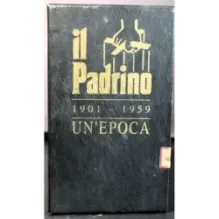 il
Padrino
1901 - 1959
UN'EPOCA